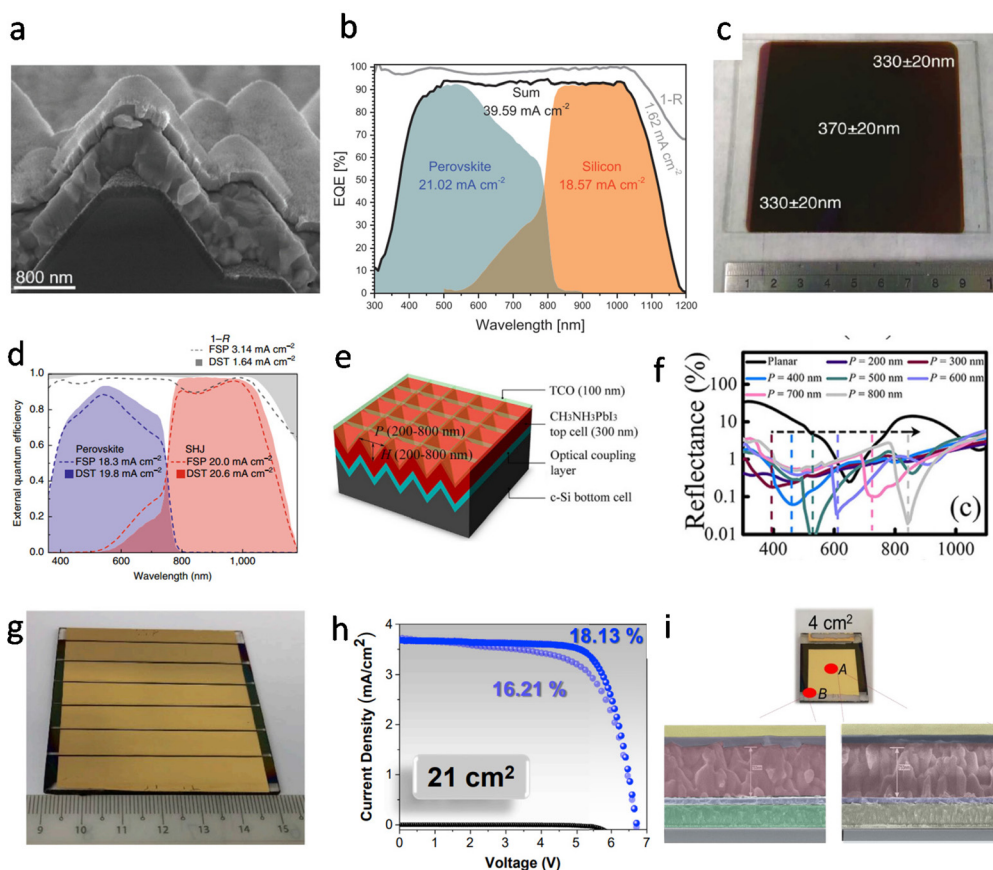 a
800 nm
b
EQE [%]
100
90
80
70
60
50
40
30
20
10
0
Sum
39.59 mA cm⁻²
1-R
1.62 mA cm⁻²
Perovskite
21.02 mA cm⁻²
Silicon
18.57 mA cm⁻²
300 400 500 600 700 800 900 1000 1100 1200
Wavelength [nm]
c
330±20nm
370±20nm
330±20nm
1 2 3 4 5 6 7 8 9 1
d
1–R
FSP 3.14 mA cm⁻²
DST 1.64 mA cm⁻²
External quantum efficiency
1.0
0.8
0.6
0.4
0.2
0.0
Perovskite
FSP 18.3 mA cm⁻²
DST 19.8 mA cm⁻²
SHJ
FSP 20.0 mA cm⁻²
DST 20.6 mA cm⁻²
400 600 800 1000
Wavelength (nm)
e
TCO (100 nm)
CH3NH3PbI3
top cell (300 nm)
Optical coupling
layer
c-Si bottom cell
P (200-800 nm)
H (200-800 nm)
f
Planar P = 200 nm P = 300 nm
P = 400 nm P = 500 nm P = 600 nm
P = 700 nm P = 800 nm
Reflectance (%)
100
10
1
0.1
0.01
(c)
400 600 800 1000
g
9 10 11 12 13 14 15
h
Current Density (mA/cm²)
4
3
2
1
0
18.13 %
16.21 %
21 cm²
0 1 2 3 4 5 6 7
Voltage (V)
i
4 cm²
A
B